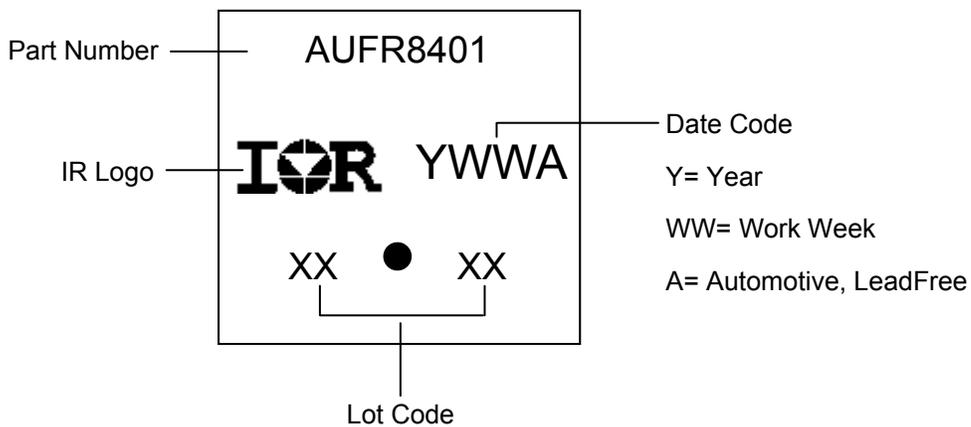 Part Number
AUFR8401
IR Logo
IOR
YWWA
Date Code
Y= Year
WW= Work Week
A= Automotive, LeadFree
XX ● XX
Lot Code